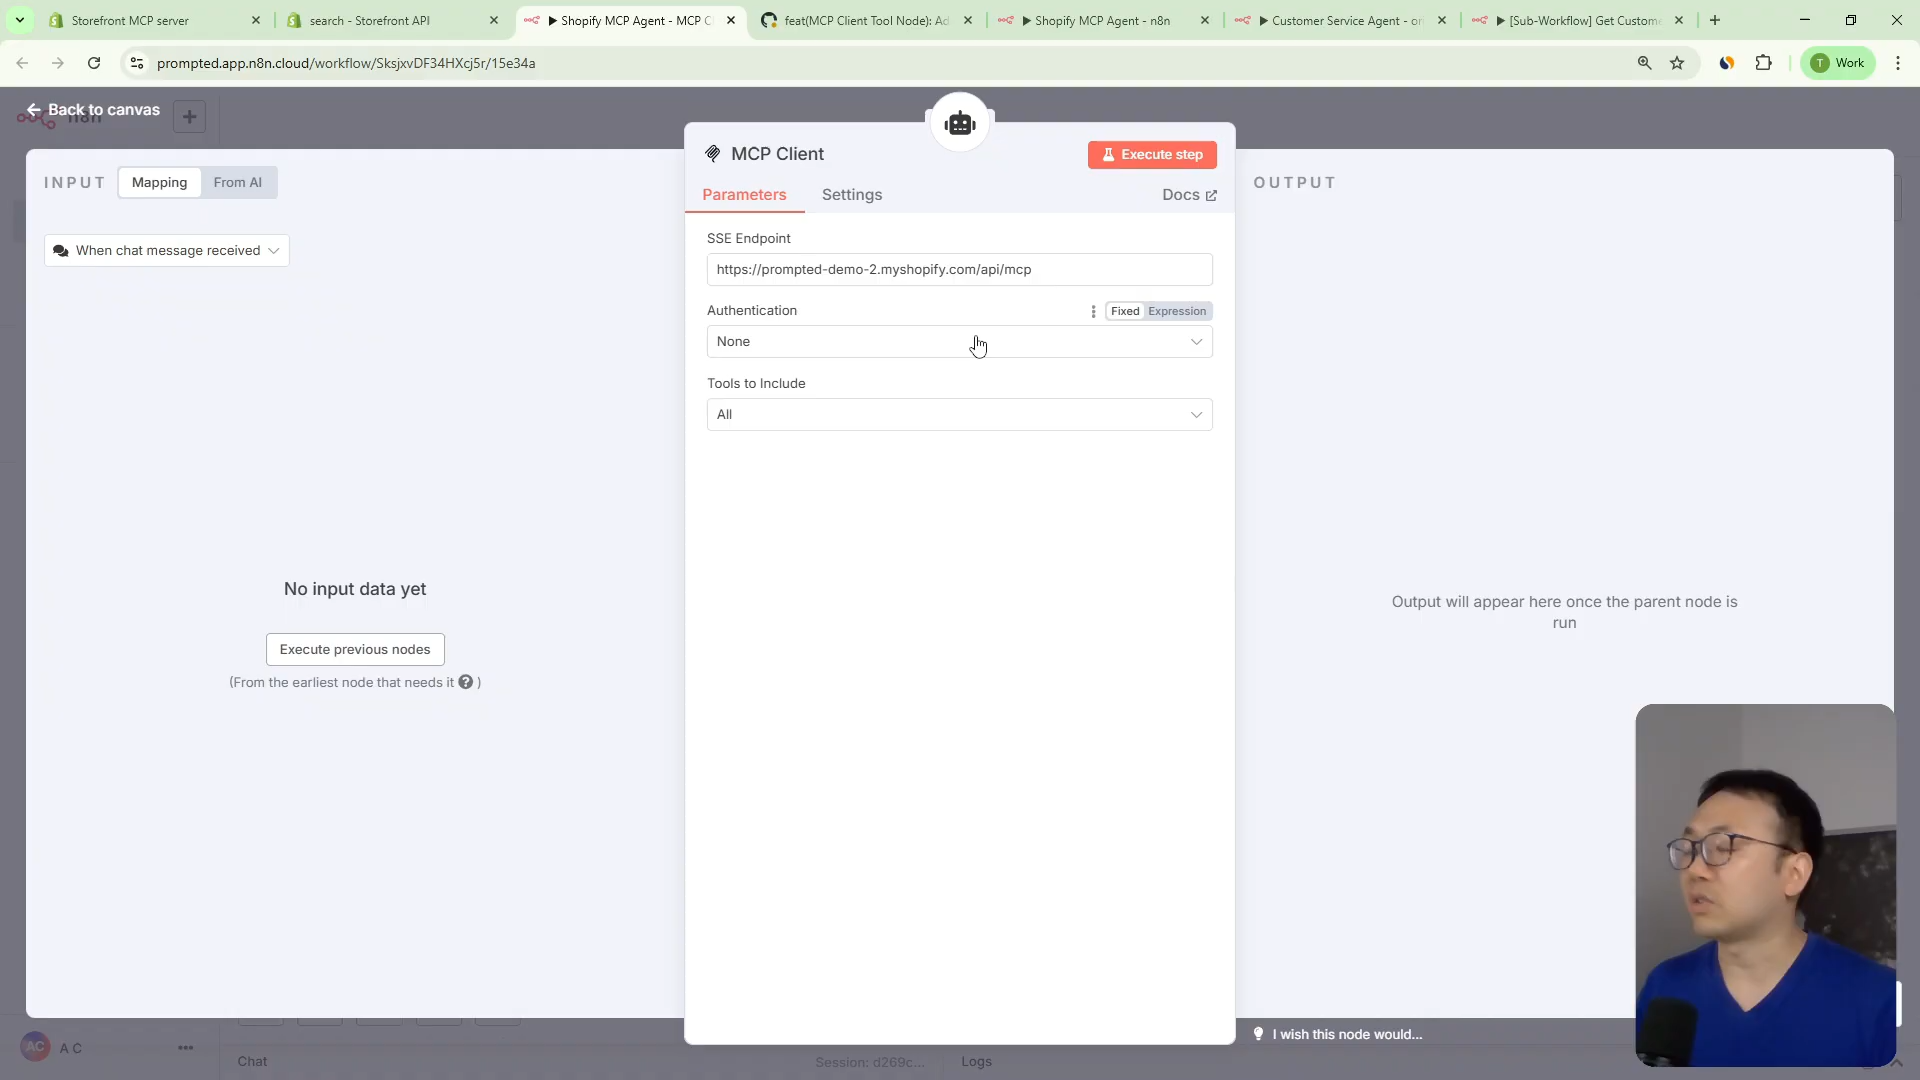 Storefront MCP server
search - Storefront API
Shopify MCP Agent - MCP C
feat(MCP Client Tool Node): Ad
Shopify MCP Agent - n8n
Customer Service Agent - or
[Sub-Workflow] Get Custome
prompted.app.n8n.cloud/workflow/SksjxvDF34HXcj5r/15e34a
T Work
Back to canvas
n8n
MCP Client
Execute step
INPUT
Mapping
From AI
OUTPUT
Parameters
Settings
Docs
SSE Endpoint
When chat message received
https://prompted-demo-2.myshopify.com/api/mcp
Authentication
Fixed
Expression
None
Tools to Include
All
No input data yet
Execute previous nodes
(From the earliest node that needs it ? )
Output will appear here once the parent node is
run
I wish this node would...
AC
A C
Chat
Session: d269c...
Logs